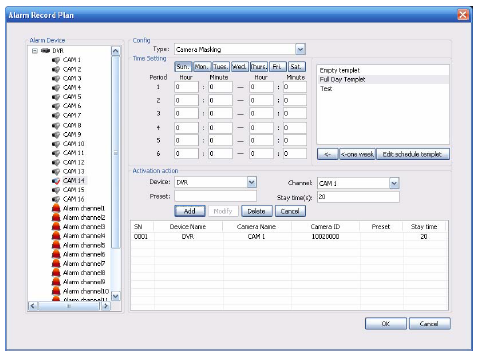 Alarm Record Plan
Alarm Device
DVR
CAM 1
CAM 2
CAM 3
CAM 4
CAM 5
CAM 6
CAM 7
CAM 8
CAM 9
CAM 10
CAM 11
CAM 12
CAM 13
CAM 14
CAM 15
CAM 16
Alarm channel1
Alarm channel2
Alarm channel3
Alarm channel4
Alarm channel5
Alarm channel6
Alarm channel7
Alarm channel8
Alarm channel9
Alarm channel10
Alarm channel11
Config
Type: Camera Masking
Time Setting
Sun. Mon. Tues. Wed. Thurs. Fri. Sat.
Period Hour Minute Hour Minute
1 0 : 0 — 0 : 0
2 0 : 0 — 0 : 0
3 0 : 0 — 0 : 0
4 0 : 0 — 0 : 0
5 0 : 0 — 0 : 0
6 0 : 0 — 0 : 0
Empty templet
Full Day Templet
Test
<- <-one week Edit schedule templet
Activation action
Device: DVR Channel: CAM 1
Preset: Stay time(s): 20
Add Modify Delete Cancel
SN Device Name Camera Name Camera ID Preset Stay time
0001 DVR CAM 1 10020000 20
OK Cancel